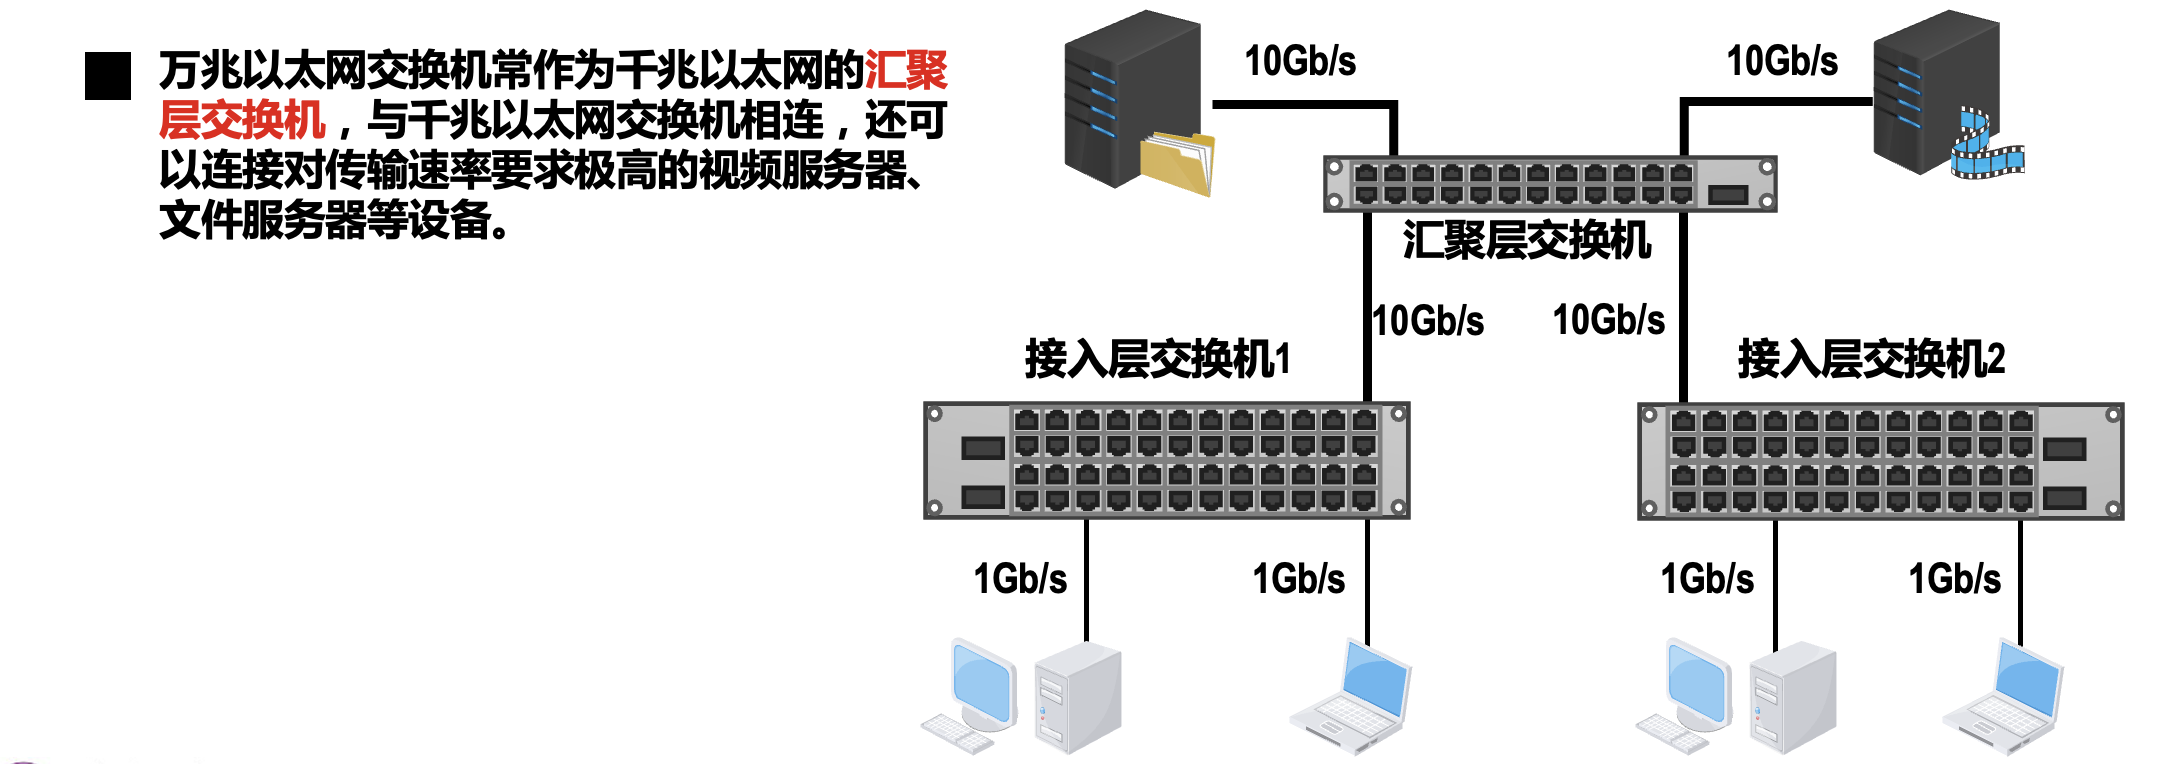 万兆以太网交换机常作为千兆以太网的汇聚
层交换机，与千兆以太网交换机相连，还可
以连接对传输速率要求极高的视频服务器、
文件服务器等设备。
10Gb/s
10Gb/s
汇聚层交换机
10Gb/s
10Gb/s
接入层交换机1
接入层交换机2
1Gb/s
1Gb/s
1Gb/s
1Gb/s